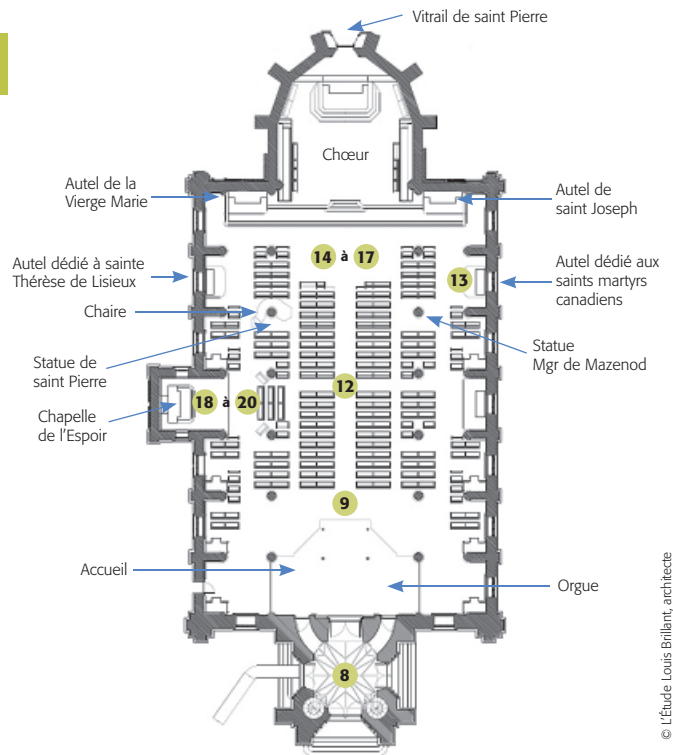 Vitrail de saint Pierre
Chœur
Autel de la
Vierge Marie
Autel de
saint Joseph
14 à 17
Autel dédié à sainte
Thérèse de Lisieux
13
Autel dédié aux
saints martyrs
canadiens
Chaire
Statue de
saint Pierre
Statue
Mgr de Mazenod
12
18 à 20
Chapelle
de l'Espoir
9
Accueil
Orgue
8
© L'Étude Louis Brillant, architecte